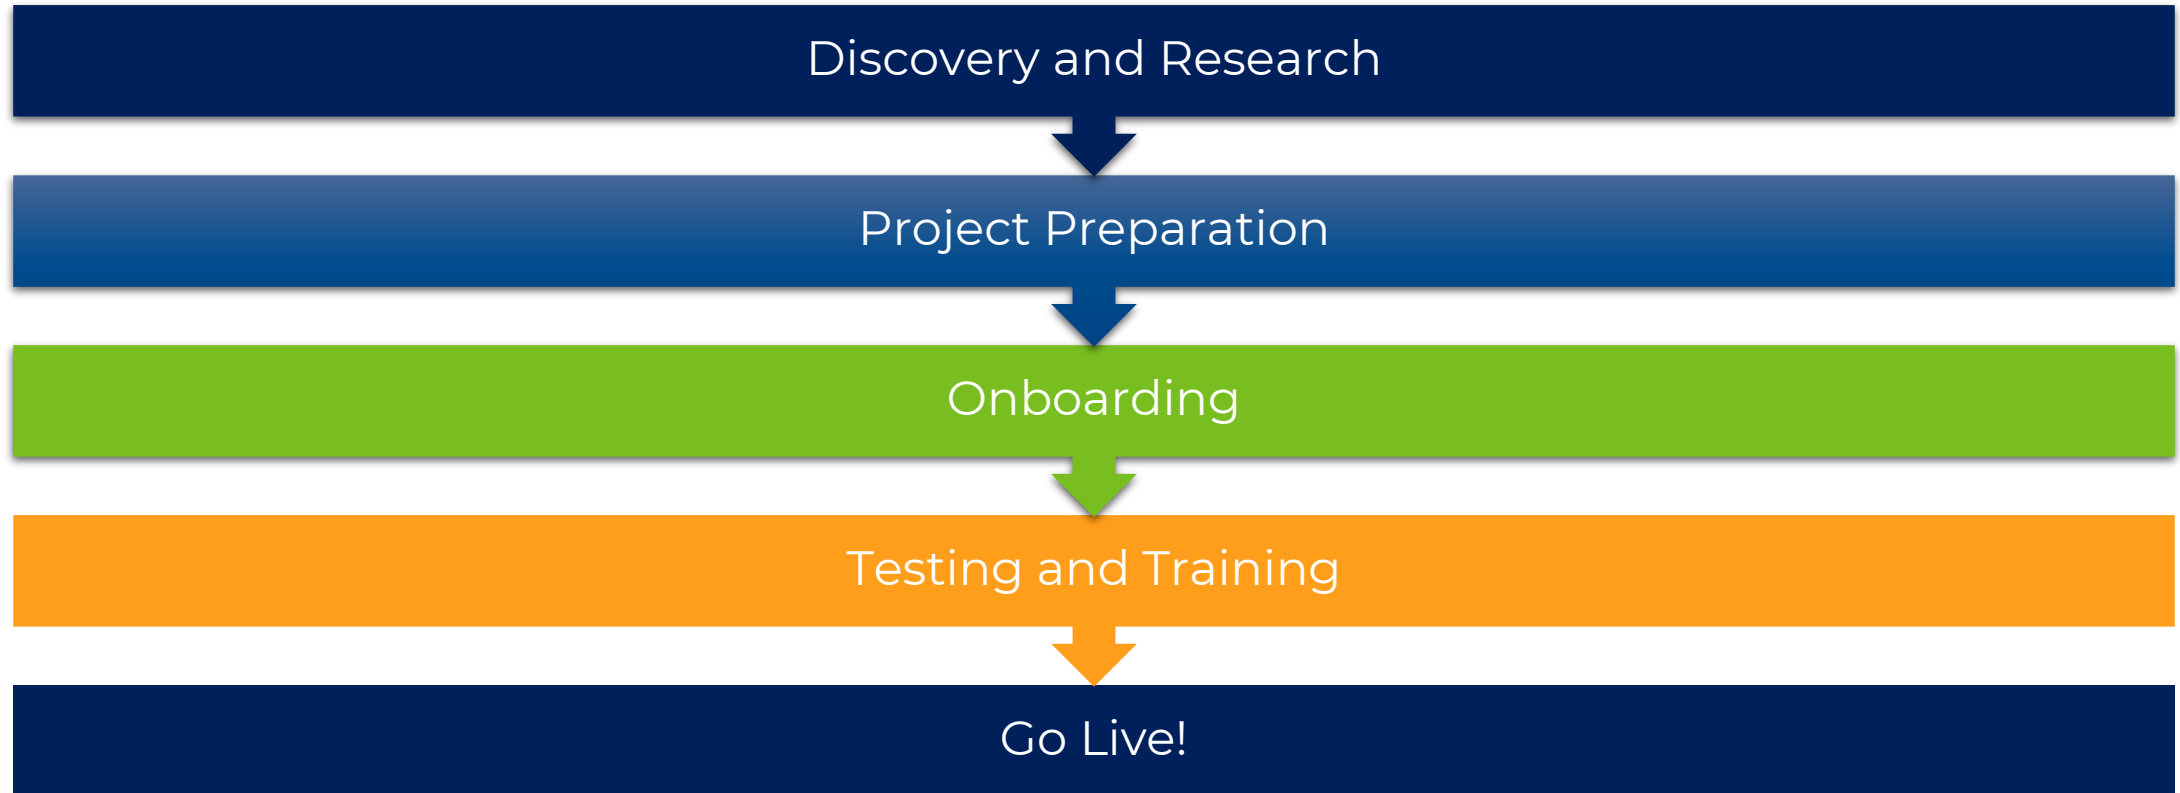 Discovery and Research
Project Preparation
Onboarding
Testing and Training
Go Live!